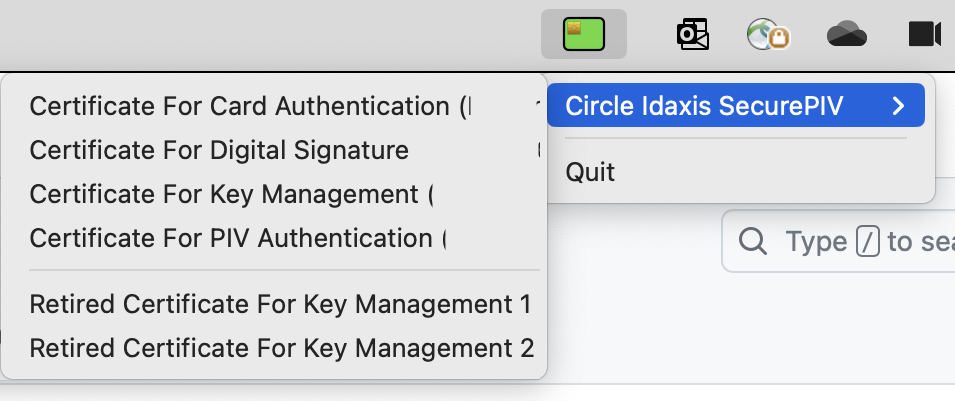 Certificate For Card Authentication (
Certificate For Digital Signature
Certificate For Key Management (
Certificate For PIV Authentication (
Retired Certificate For Key Management 1
Retired Certificate For Key Management 2
Circle Idaxis SecurePIV
Quit
Type / to sea